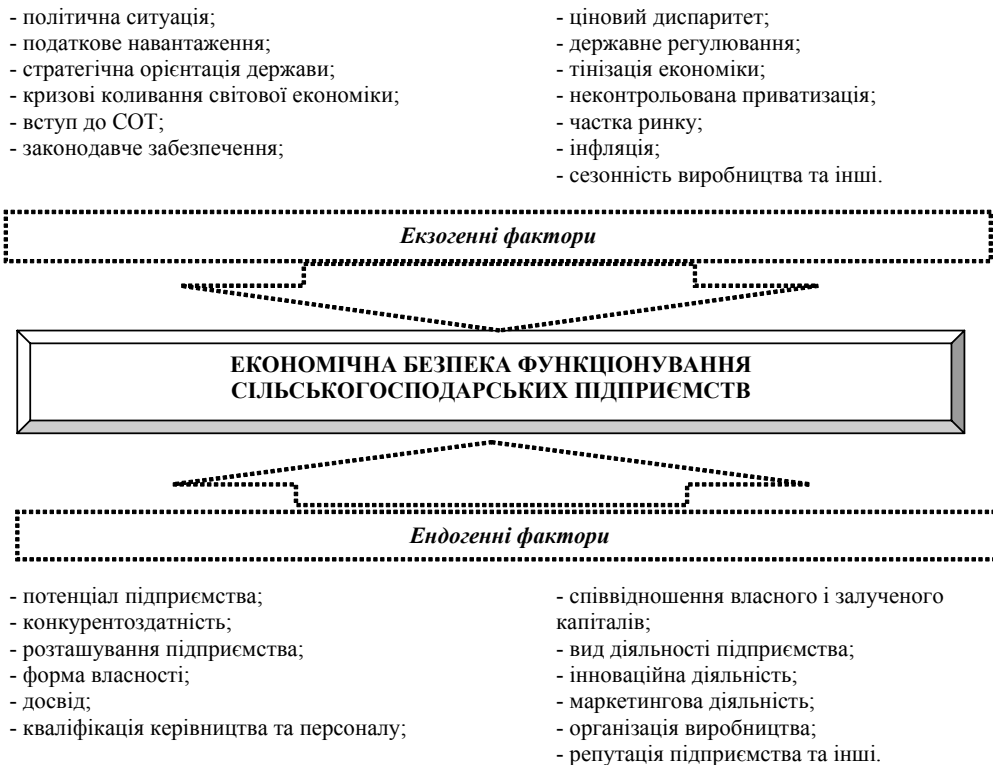 - політична ситуація;
- податкове навантаження;
- стратегічна орієнтація держави;
- кризові коливання світової економіки;
- вступ до СОТ;
- законодавче забезпечення;
- ціновий диспаритет;
- державне регулювання;
- тінізація економіки;
- неконтрольована приватизація;
- частка ринку;
- інфляція;
- сезонність виробництва та інші.
Екзогенні фактори
ЕКОНОМІЧНА БЕЗПЕКА ФУНКЦІОНУВАННЯ
СІЛЬСЬКОГОСПОДАРСЬКИХ ПІДПРИЄМСТВ
Ендогенні фактори
- потенціал підприємства;
- конкурентоздатність;
- розташування підприємства;
- форма власності;
- досвід;
- кваліфікація керівництва та персоналу;
- співвідношення власного і залученого
капіталів;
- вид діяльності підприємства;
- інноваційна діяльність;
- маркетингова діяльність;
- організація виробництва;
- репутація підприємства та інші.